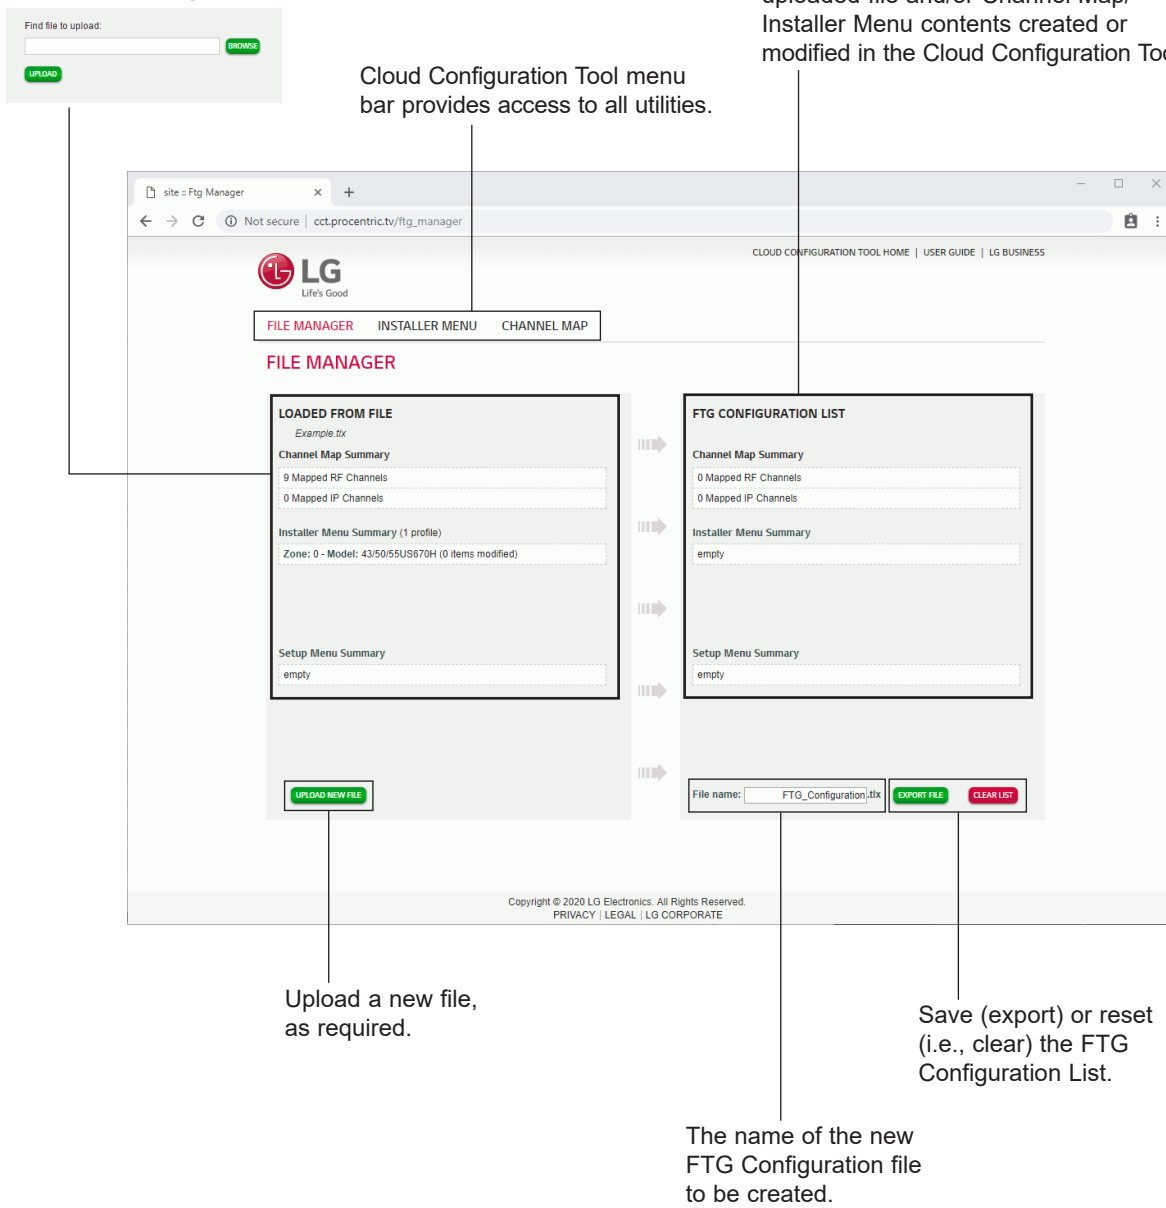 uploaded file and/or Channel Map/
Installer Menu contents created or
modified in the Cloud Configuration
Find file to upload:
BROWSE
UPLOAD
Cloud Configuration Tool menu
bar provides access to all utilities.
site :: Ftg Manager
Not secure | cct.procentric.tv/ftg_manager
CLOUD CONFIGURATION TOOL HOME | USER GUIDE | LG BUSINESS
LG
Life's Good
FILE MANAGER INSTALLER MENU CHANNEL MAP
FILE MANAGER
LOADED FROM FILE
Example.tlx
Channel Map Summary
9 Mapped RF Channels
0 Mapped IP Channels
Installer Menu Summary (1 profile)
Zone: 0 - Model: 43/50/55US670H (0 items modified)
Setup Menu Summary
empty
UPLOAD NEW FILE
FTG CONFIGURATION LIST
Channel Map Summary
0 Mapped RF Channels
0 Mapped IP Channels
Installer Menu Summary
empty
Setup Menu Summary
empty
File name: FTG_Configuration .tlx EXPORT FILE CLEAR LIST
Copyright © 2020 LG Electronics. All Rights Reserved.
PRIVACY | LEGAL | LG CORPORATE
Upload a new file,
as required.
Save (export) or reset
(i.e., clear) the FTG
Configuration List.
The name of the new
FTG Configuration file
to be created.